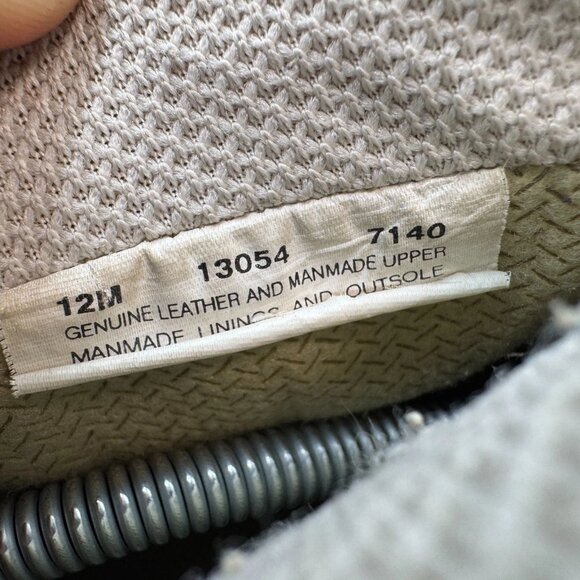 12M 13054 7140
GENUINE LEATHER AND MANMADE UPPER
MANMADE LININGS AND OUTSOLE